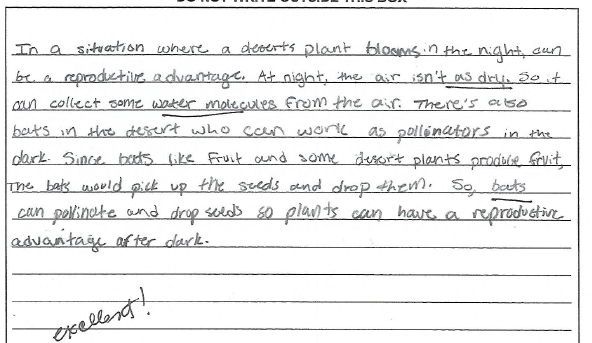 DO NOT WRITE OUTSIDE THIS BOX
In a situation where a deserts plant blooms in the night, can
be a reproductive advantage. At night, the air isn't as dry. So it
can collect some water molecules from the air. There's also
bats in the desert who can work as pollinators in the
dark. Since bats like fruit and some desert plants produce fruit,
The bats would pick up the seeds and drop them. So, bats
can pollinate and drop seeds so plants can have a reproductive
advantage after dark.
excellent!